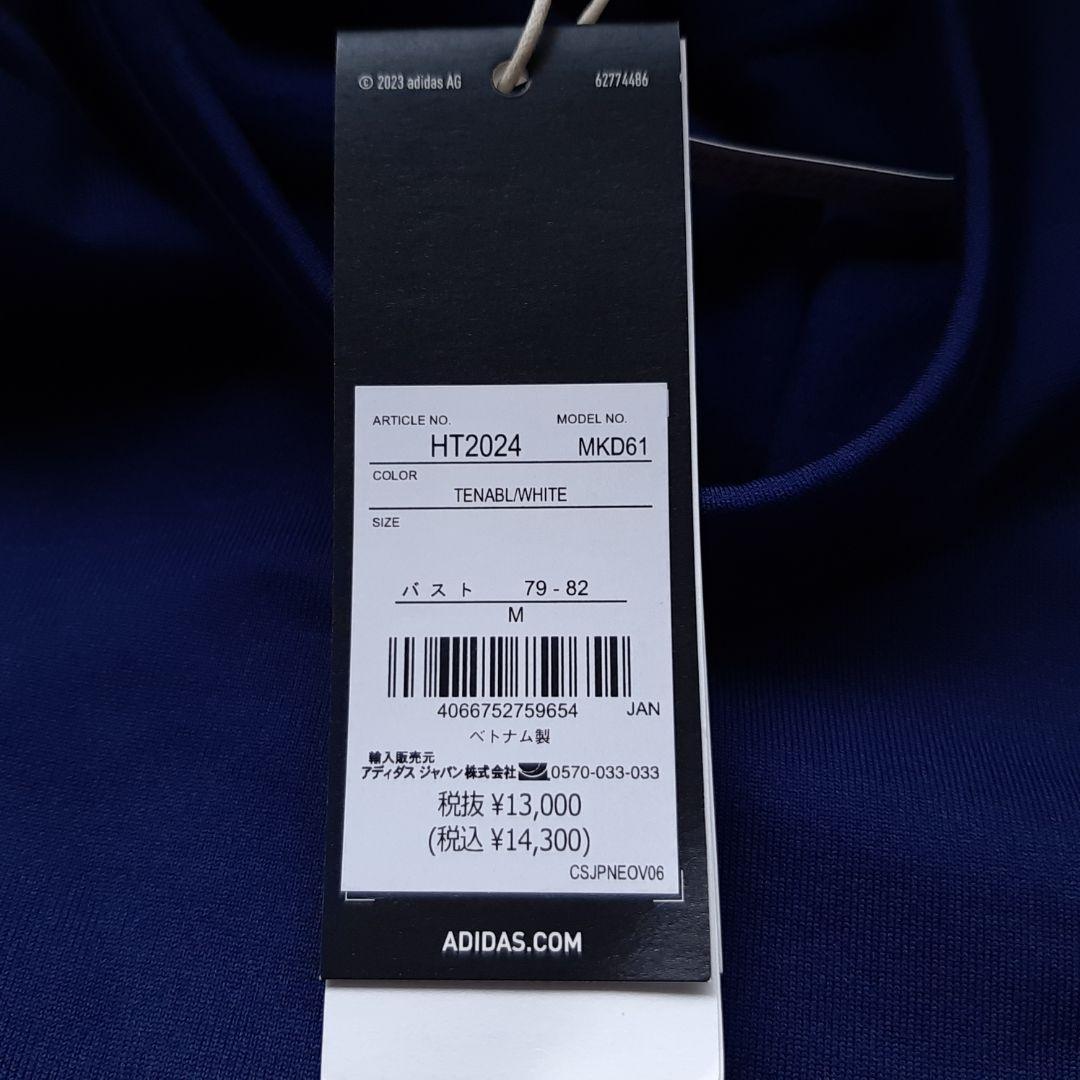 © 2023 adidas AG 62774486
ARTICLE NO. MODEL NO.
HT2024 MKD61
COLOR
TENABL/WHITE
SIZE
バスト 79 - 82
M
4066752759654 JAN
ベトナム製
輸入販売元
アディダス ジャパン株式会社 0570-033-033
税抜 ¥13,000
(税込 ¥14,300)
CSJPNEOV06
ADIDAS.COM